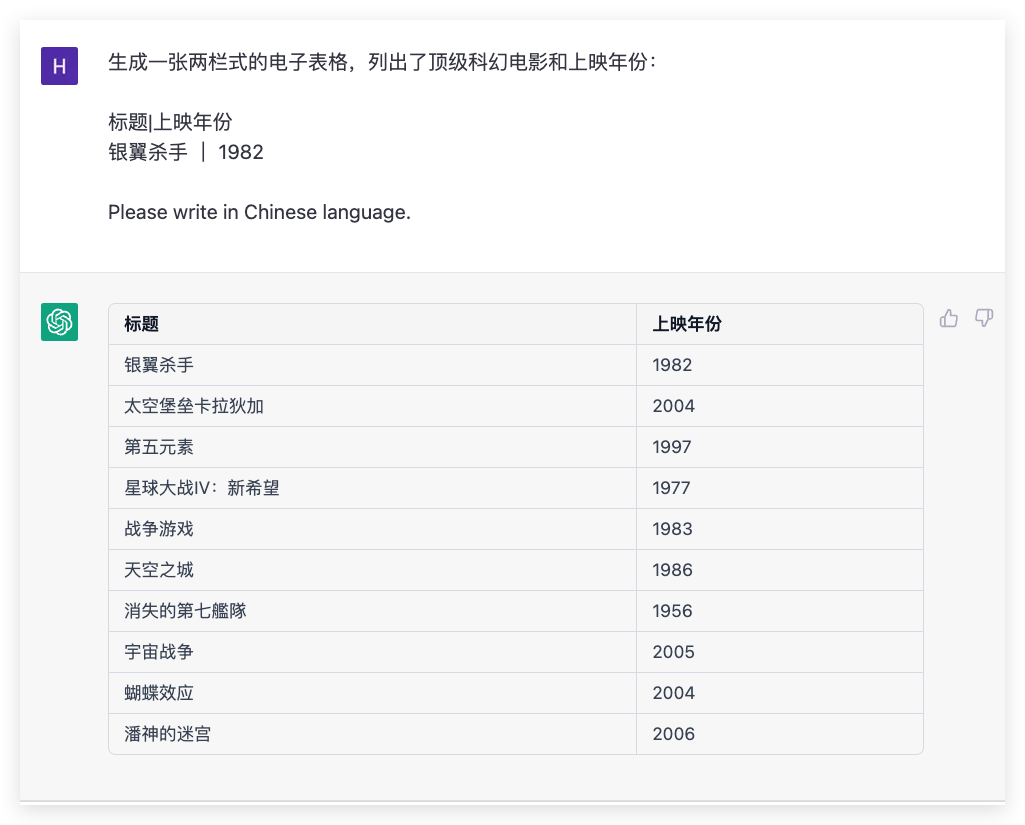 H
生成一张两栏式的电子表格，列出了顶级科幻电影和上映年份：
标题|上映年份
银翼杀手 ｜ 1982
Please write in Chinese language.
标题 上映年份
银翼杀手 1982
太空堡垒卡拉狄加 2004
第五元素 1997
星球大战IV：新希望 1977
战争游戏 1983
天空之城 1986
消失的第七艦隊 1956
宇宙战争 2005
蝴蝶效应 2004
潘神的迷宫 2006